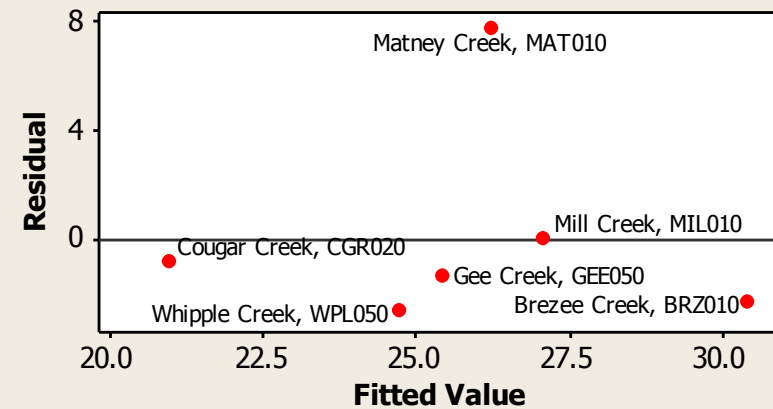 8
Matney Creek, MAT010
4
Residual
Mill Creek, MIL010
0
Cougar Creek, CGR020
Gee Creek, GEE050
Whipple Creek, WPL050
Brezee Creek, BRZ010
20.0 22.5 25.0 27.5 30.0
Fitted Value